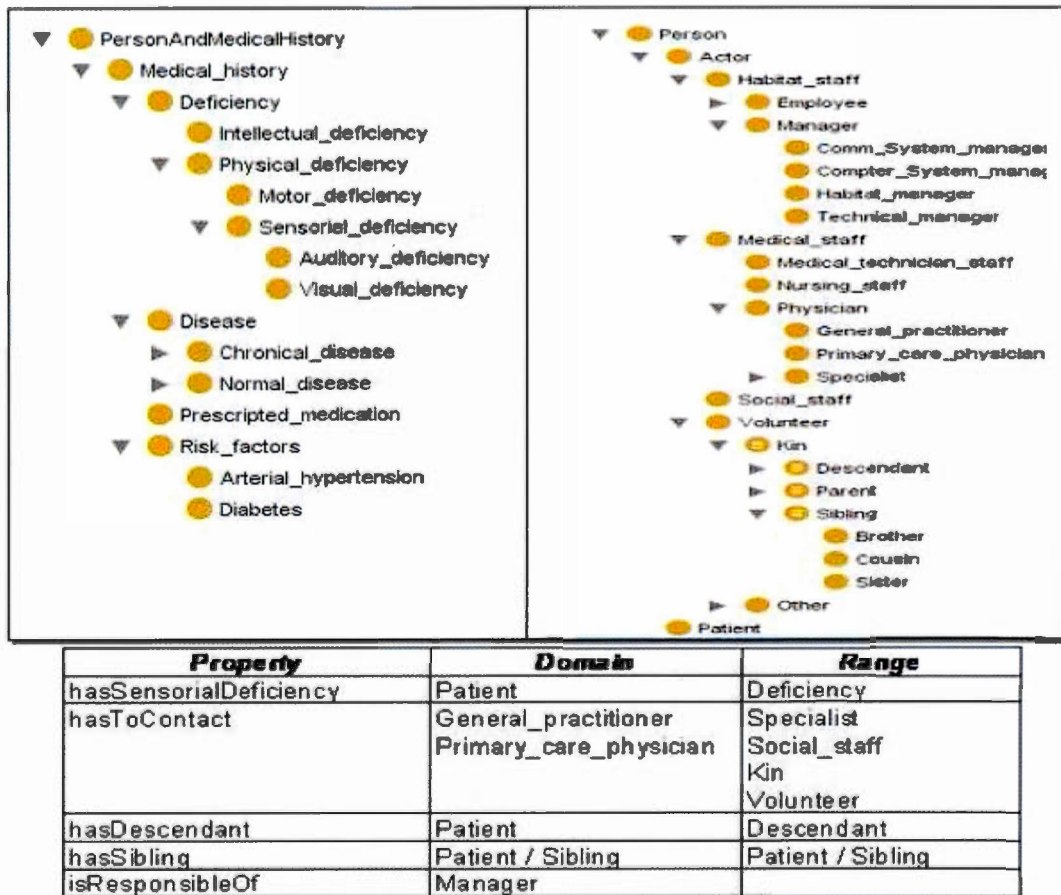 PersonAndMedicalHistory
Medical_history
Deficiency
Intellectual_deficiency
Physical_deficiency
Motor_deficiency
Sensorial_deficiency
Auditory_deficiency
Visual_deficiency
Disease
Chronical_disease
Normal_disease
Prescripted_medication
Risk_factors
Arterial_hypertension
Diabetes
Person
Actor
Habitat_staff
Employee
Manager
Comm_System_manager
Compter_System_manag
Habitat_manager
Technical_manager
Medical_staff
Medical_technician_staff
Nursing_staff
Physician
General_practitioner
Primary_care_physician
Specialist
Social_staff
Volunteer
Kin
Descendant
Parent
Sibling
Brother
Cousin
Sister
Other
Patient
Property Domain Range
hasSensorialDeficiency Patient Deficiency
hasToContact General_practitioner Specialist
Primary_care_physician Social_staff
Kin
Volunteer
hasDescendant Patient Descendant
hasSibling Patient / Sibling Patient / Sibling
isResponsibleOf Manager